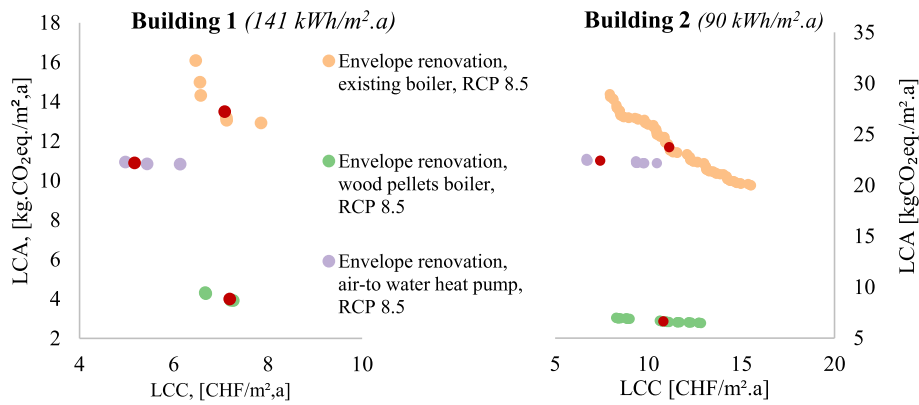 Building 1 (141 kWh/m².a)
Building 2 (90 kWh/m².a)
LCA, [kg.CO₂eq./m²,a]
18
16
14
12
10
8
6
4
2
4
6
8
10
LCC, [CHF/m²,a]
Envelope renovation,
existing boiler, RCP 8.5
Envelope renovation,
wood pellets boiler,
RCP 8.5
Envelope renovation,
air-to water heat pump,
RCP 8.5
35
30
25
20
15
10
5
LCA [kgCO₂eq./m².a]
5
10
15
20
LCC [CHF/m².a]